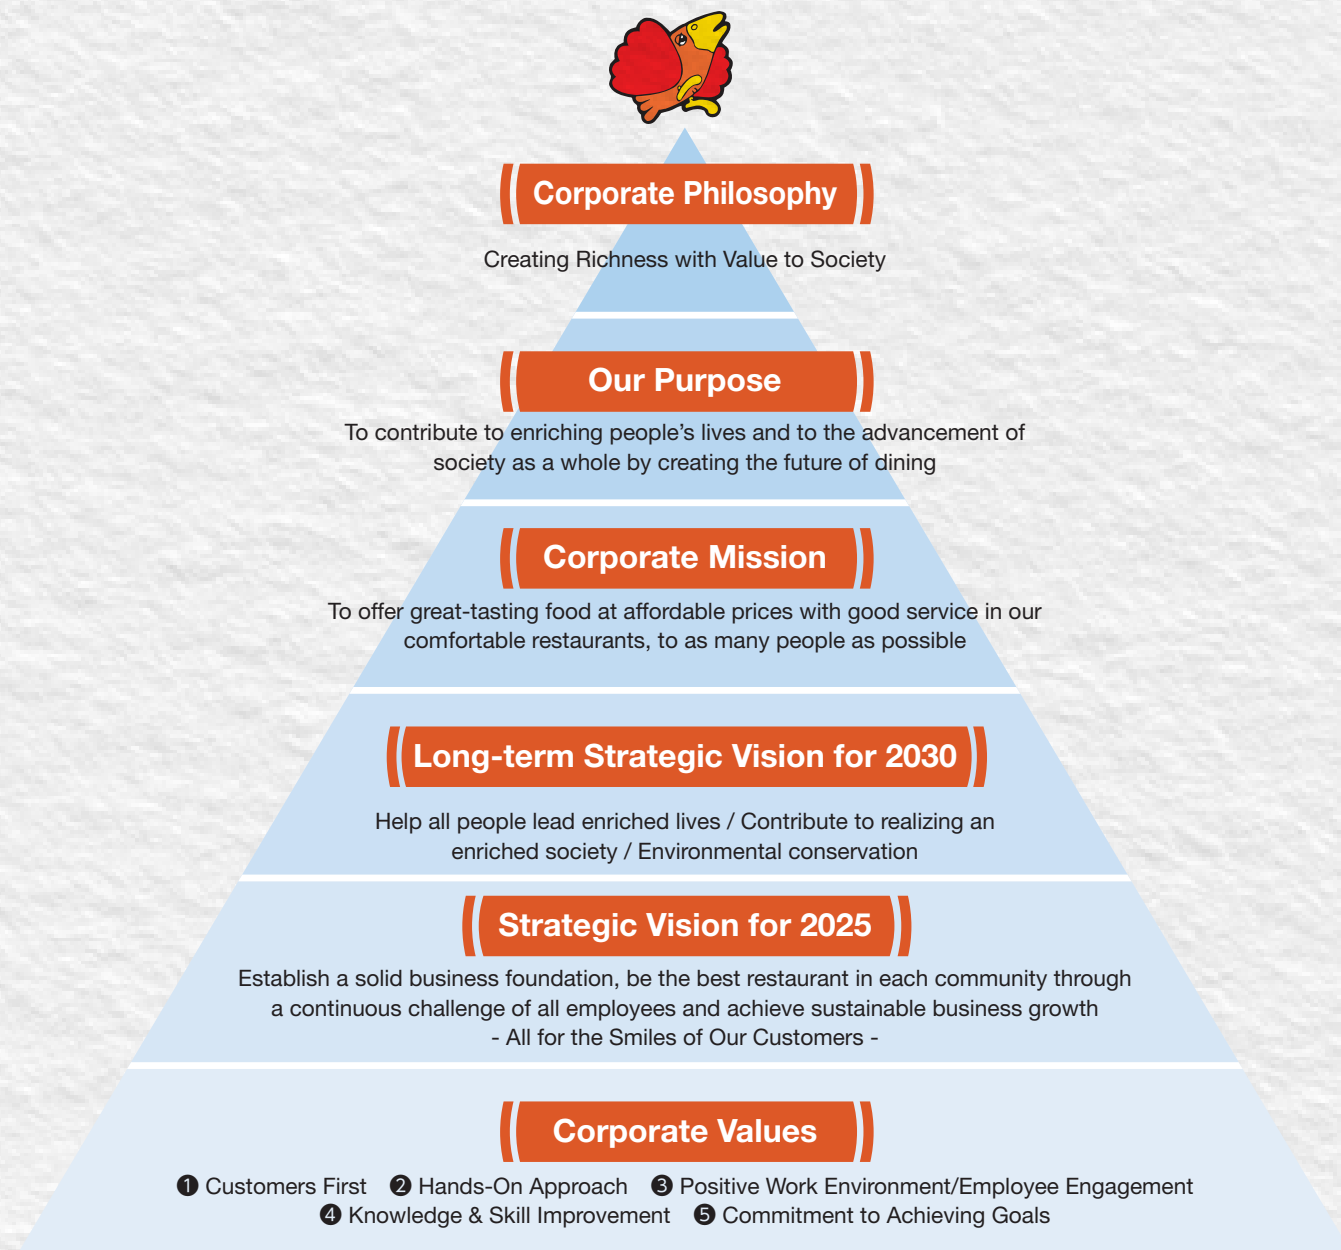 Corporate Philosophy
Creating Richness with Value to Society
Our Purpose
To contribute to enriching people’s lives and to the advancement of
society as a whole by creating the future of dining
Corporate Mission
To offer great-tasting food at affordable prices with good service in our
comfortable restaurants, to as many people as possible
Long-term Strategic Vision for 2030
Help all people lead enriched lives / Contribute to realizing an
enriched society / Environmental conservation
Strategic Vision for 2025
Establish a solid business foundation, be the best restaurant in each community through
a continuous challenge of all employees and achieve sustainable business growth
- All for the Smiles of Our Customers -
Corporate Values
❶ Customers First ❷ Hands-On Approach ❸ Positive Work Environment/Employee Engagement
❹ Knowledge & Skill Improvement ❺ Commitment to Achieving Goals